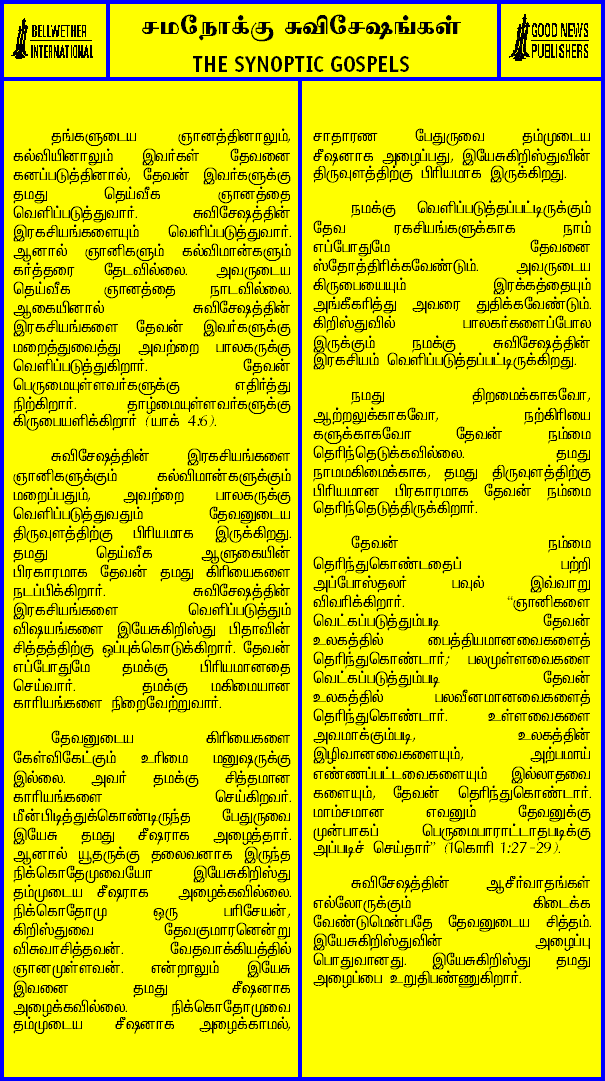 BELLWETHER
INTERNATIONAL
சமநோக்கு சுவிசேஷங்கள்
THE SYNOPTIC GOSPELS
GOOD NEWS
PUBLISHERS
தங்களுடைய ஞானத்தினாலும்,
கல்வியினாலும் இவர்கள் தேவனை
கனப்படுத்தினால், தேவன் இவர்களுக்கு
தமது தெய்வீக ஞானத்தை
வெளிப்படுத்துவார். சுவிசேஷத்தின்
இரகசியங்களையும் வெளிப்படுத்துவார்.
ஆனால் ஞானிகளும் கல்விமான்களும்
கர்த்தரை தேடவில்லை. அவருடைய
தெய்வீக ஞானத்தை நாடவில்லை.
ஆகையினால் சுவிசேஷத்தின்
இரகசியங்களை தேவன் இவர்களுக்கு
மறைத்துவைத்து அவற்றை பாலகருக்கு
வெளிப்படுத்துகிறார். தேவன்
பெருமையுள்ளவர்களுக்கு எதிர்த்து
நிற்கிறார். தாழ்மையுள்ளவர்களுக்கு
கிருபையளிக்கிறார் (யாக் 4:6).
சுவிசேஷத்தின் இரகசியங்களை
ஞானிகளுக்கும் கல்விமான்களுக்கும்
மறைப்பதும், அவற்றை பாலகருக்கு
வெளிப்படுத்துவதும் தேவனுடைய
திருவுளத்திற்கு பிரியமாக இருக்கிறது.
தமது தெய்வீக ஆளுகையின்
பிரகாரமாக தேவன் தமது கிரியைகளை
நடப்பிக்கிறார். சுவிசேஷத்தின்
இரகசியங்களை வெளிப்படுத்தும்
விஷயங்களை இயேசுகிறிஸ்து பிதாவின்
சித்தத்திற்கு ஒப்புக்கொடுக்கிறார். தேவன்
எப்போதுமே தமக்கு பிரியமானதை
செய்வார். தமக்கு மகிமையான
காரியங்களை நிறைவேற்றுவார்.
தேவனுடைய கிரியைகளை
கேள்விகேட்கும் உரிமை மனுஷருக்கு
இல்லை. அவர் தமக்கு சித்தமான
காரியங்களை செய்கிறவர்.
மீன்பிடித்துக்கொண்டிருந்த பேதுருவை
இயேசு தமது சீஷராக அழைத்தார்.
ஆனால் யூதருக்கு தலைவனாக இருந்த
நிக்கொதேமுவையோ இயேசுகிறிஸ்து
தம்முடைய சீஷராக அழைக்கவில்லை.
நிக்கொதோமு ஒரு பரிசேயன்,
கிறிஸ்துவை தேவகுமாரனென்று
விசுவாசித்தவன். வேதவாக்கியத்தில்
ஞானமுள்ளவன். என்றாலும் இயேசு
இவனை தமது சீஷனாக
அழைக்கவில்லை. நிக்கொதோமுவை
தம்முடைய சீஷனாக அழைக்காமல்,
சாதாரண பேதுருவை தம்முடைய
சீஷனாக அழைப்பது, இயேசுகிறிஸ்துவின்
திருவுளத்திற்கு பிரியமாக இருக்கிறது.
நமக்கு வெளிப்படுத்தப்பட்டிருக்கும்
தேவ ரகசியங்களுக்காக நாம்
எப்போதுமே தேவனை
ஸ்தோத்திரிக்கவேண்டும். அவருடைய
கிருபையையும் இரக்கத்தையும்
அங்கீகரித்து அவரை துதிக்கவேண்டும்.
கிறிஸ்துவில் பாலகர்களைப்போல
இருக்கும் நமக்கு சுவிசேஷத்தின்
இரகசியம் வெளிப்படுத்தப்பட்டிருக்கிறது.
நமது திறமைக்காகவோ,
ஆற்றலுக்காகவோ, நற்கிரியை
களுக்காகவோ தேவன் நம்மை
தெரிந்தெடுக்கவில்லை. தமது
நாமமகிமைக்காக, தமது திருவுளத்திற்கு
பிரியமான பிரகாரமாக தேவன் நம்மை
தெரிந்தெடுத்திருக்கிறார்.
தேவன் நம்மை
தெரிந்துகொண்டதைப் பற்றி
அப்போஸ்தலர் பவுல் இவ்வாறு
விவரிக்கிறார். "ஞானிகளை
வெட்கப்படுத்தும்படி தேவன்
உலகத்தில் பைத்தியமானவைகளைத்
தெரிந்துகொண்டார்; பலமுள்ளவைகளை
வெட்கப்படுத்தும்படி தேவன்
உலகத்தில் பலவீனமானவைகளைத்
தெரிந்துகொண்டார். உள்ளவைகளை
அவமாக்கும்படி, உலகத்தின்
இழிவானவைகளையும், அற்பமாய்
எண்ணப்பட்டவைகளையும் இல்லாதவை
களையும், தேவன் தெரிந்துகொண்டார்.
மாம்சமான எவனும் தேவனுக்கு
முன்பாகப் பெருமைபாராட்டாதபடிக்கு
அப்படிச் செய்தார்" (1கொரி 1:27-29).
சுவிசேஷத்தின் ஆசீர்வாதங்கள்
எல்லோருக்கும் கிடைக்க
வேண்டுமென்பதே தேவனுடைய சித்தம்.
இயேசுகிறிஸ்துவின் அழைப்பு
பொதுவானது. இயேசுகிறிஸ்து தமது
அழைப்பை உறுதிபண்ணுகிறார்.